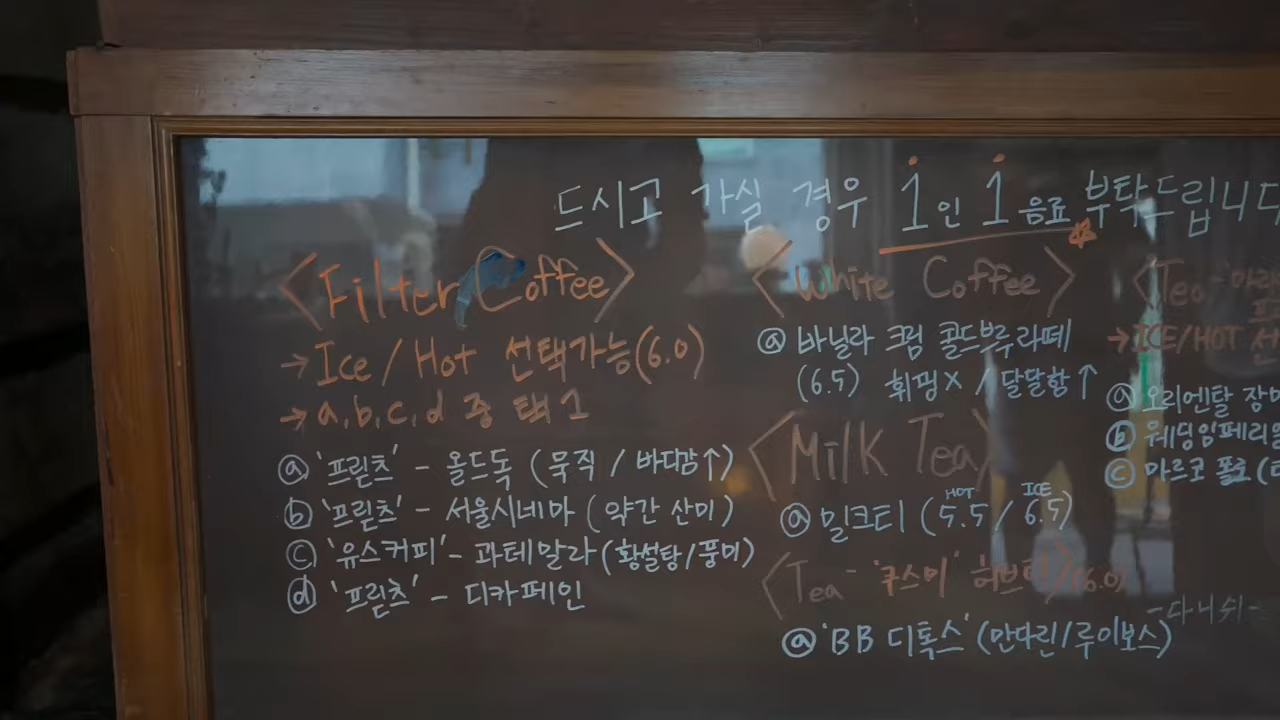 드시고 가실 경우 1인 1음료 부탁드립니다
<Filter Coffee>
→ Ice / Hot 선택가능(6.0)
→ a,b,c,d 중 택1
ⓐ '프릳츠' - 올드독 (묵직 / 바디감↑)
ⓑ '프릳츠' - 서울시네마 (약간 산미)
ⓒ '유스커피' - 과테말라 (황설탕/풍미)
ⓓ '프릳츠' - 디카페인
<White Coffee>
ⓐ 바닐라 크럼 콜드브루라떼
(6.5) 휘핑X / 달달함↑
<Milk Tea>
ⓐ 밀크티 (HOT 5.5 / ICE 6.5)
<Tea - '쿠스미' 허브티> (6.0)
ⓐ 'BB 디톡스' (만다린/루이보스)
<Tea -
→ ICE/HOT
ⓐ 오리엔탈
ⓑ 웨딩임페리얼
ⓒ 마르코 폴로
-다니쉬-